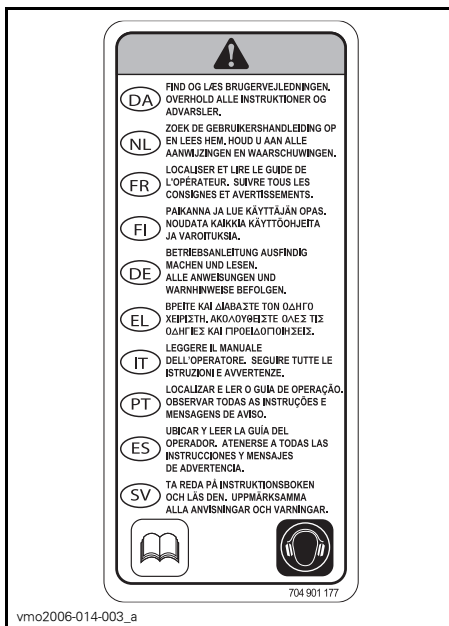 DA
FIND OG LÆS BRUGERVEJLEDNINGEN.
OVERHOLD ALLE INSTRUKTIONER OG
ADVARSLER.
NL
ZOEK DE GEBRUIKERSHANDLEIDING OP
EN LEES HEM. HOUD U AAN ALLE
AANWIJZINGEN EN WAARSCHUWINGEN.
FR
LOCALISER ET LIRE LE GUIDE DE
L'OPÉRATEUR. SUIVRE TOUS LES
CONSIGNES ET AVERTISSEMENTS.
FI
PAIKANNA JA LUE KÄYTTÄJÄN OPAS.
NOUDATA KAIKKIA KÄYTTÖOHJEITA
JA VAROITUKSIA.
DE
BETRIEBSANLEITUNG AUSFINDIG
MACHEN UND LESEN.
ALLE ANWEISUNGEN UND
WARNHINWEISE BEFOLGEN.
EL
ΒΡΕΙΤΕ ΚΑΙ ΔΙΑΒΑΣΤΕ ΤΟΝ ΟΔΗΓΟ
ΧΕΙΡΙΣΤΗ. ΑΚΟΛΟΥΘΕΙΣΤΕ ΟΛΕΣ ΤΙΣ
ΟΔΗΓΙΕΣ ΚΑΙ ΠΡΟΕΙΔΟΠΟΙΗΣΕΙΣ.
IT
LEGGERE IL MANUALE
DELL'OPERATORE. SEGUIRE TUTTE LE
ISTRUZIONI E AVVERTENZE.
PT
LOCALIZAR E LER O GUIA DE OPERAÇÃO.
OBSERVAR TODAS AS INSTRUÇÕES E
MENSAGENS DE AVISO.
ES
UBICAR Y LEER LA GUÍA DEL
OPERADOR. ATENERSE A TODAS LAS
INSTRUCCIONES Y MENSAJES
DE ADVERTENCIA.
SV
TA REDA PÅ INSTRUKTIONSBOKEN
OCH LÄS DEN. UPPMÄRKSAMMA
ALLA ANVISNINGAR OCH VARNINGAR.
704 901 177
vmo2006-014-003_a